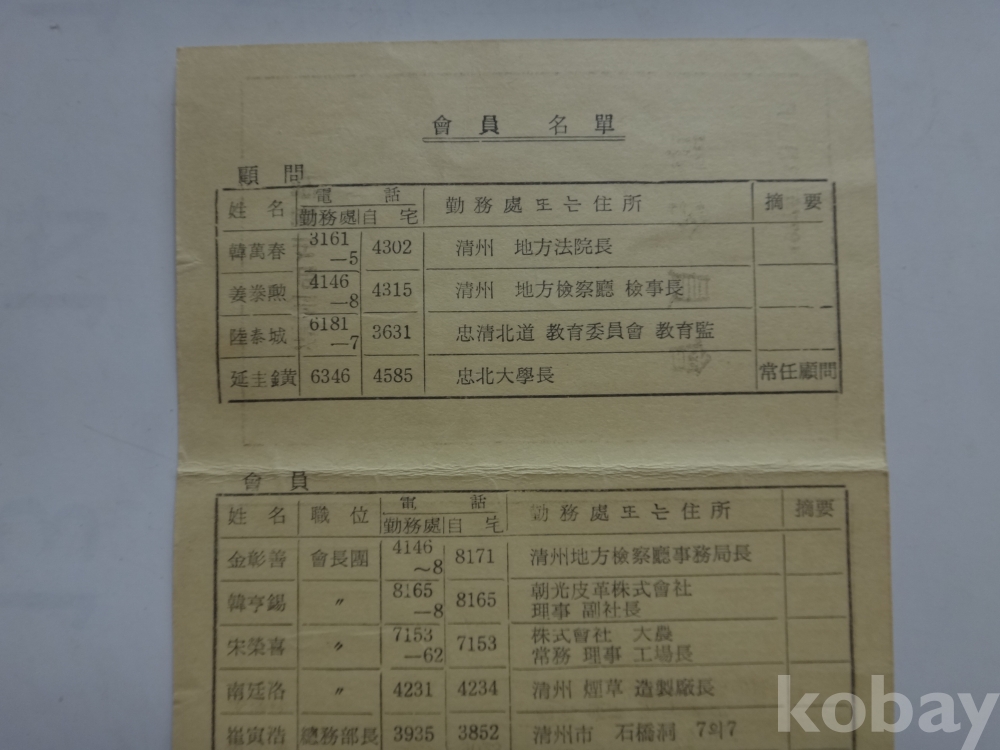 會員 名單
顧問
姓名 電話 勤務處또는住所 摘要
勤務處 自宅
韓萬春 3161—5 4302 清州 地方法院長
姜 勲 4146—8 4315 清州 地方檢察廳 檢事長
陸泰城 6181—7 3631 忠清北道 教育委員會 教育監
延圭鑛 6346 4585 忠北大學長 常任顧問
會員
姓名 職位 電話 勤務處또는住所 摘要
勤務處 自宅
金彰善 會長團 4146~8 8171 清州地方檢察廳事務局長
韓亨錫 〃 8165—8 8165 朝光皮革株式會社
理事 副社長
宋榮喜 〃 7153—62 7153 株式會社 大農
常務 理事 工場長
南廷洛 〃 4231 4234 清州 煙草 造製廠長
崔寅浩 總務部長 3935 3852 清州市 石橋洞 7의7
kobay